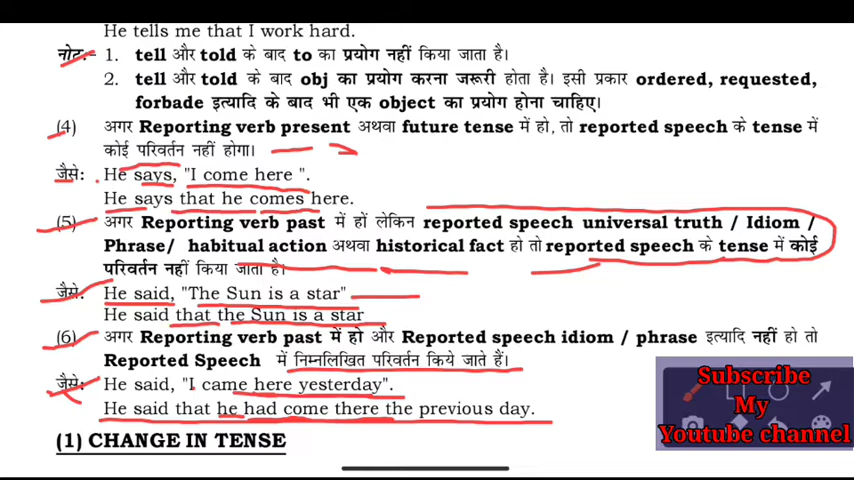 He tells me that I work hard.
नोट:- 1. tell और told के बाद to का प्रयोग नहीं किया जाता है।
2. tell और told के बाद obj का प्रयोग करना जरूरी होता है। इसी प्रकार ordered, requested,
forbade इत्यादि के बाद भी एक object का प्रयोग होना चाहिए।
(4) अगर Reporting verb present अथवा future tense में हो, तो reported speech के tense में
कोई परिवर्तन नहीं होगा।
जैसे: He says, "I come here ".
He says that he comes here.
(5) अगर Reporting verb past में हों लेकिन reported speech universal truth / Idiom /
Phrase/ habitual action अथवा historical fact हो तो reported speech के tense में कोई
परिवर्तन नहीं किया जाता है।
जैसे: He said, "The Sun is a star"
He said that the Sun is a star
(6) अगर Reporting verb past में हो और Reported speech idiom / phrase इत्यादि नहीं हो तो
Reported Speech में निम्नलिखित परिवर्तन किये जाते हैं।
जैसे: He said, "I came here yesterday".
He said that he had come there the previous day.
(1) CHANGE IN TENSE
Subscribe
My
Youtube channel